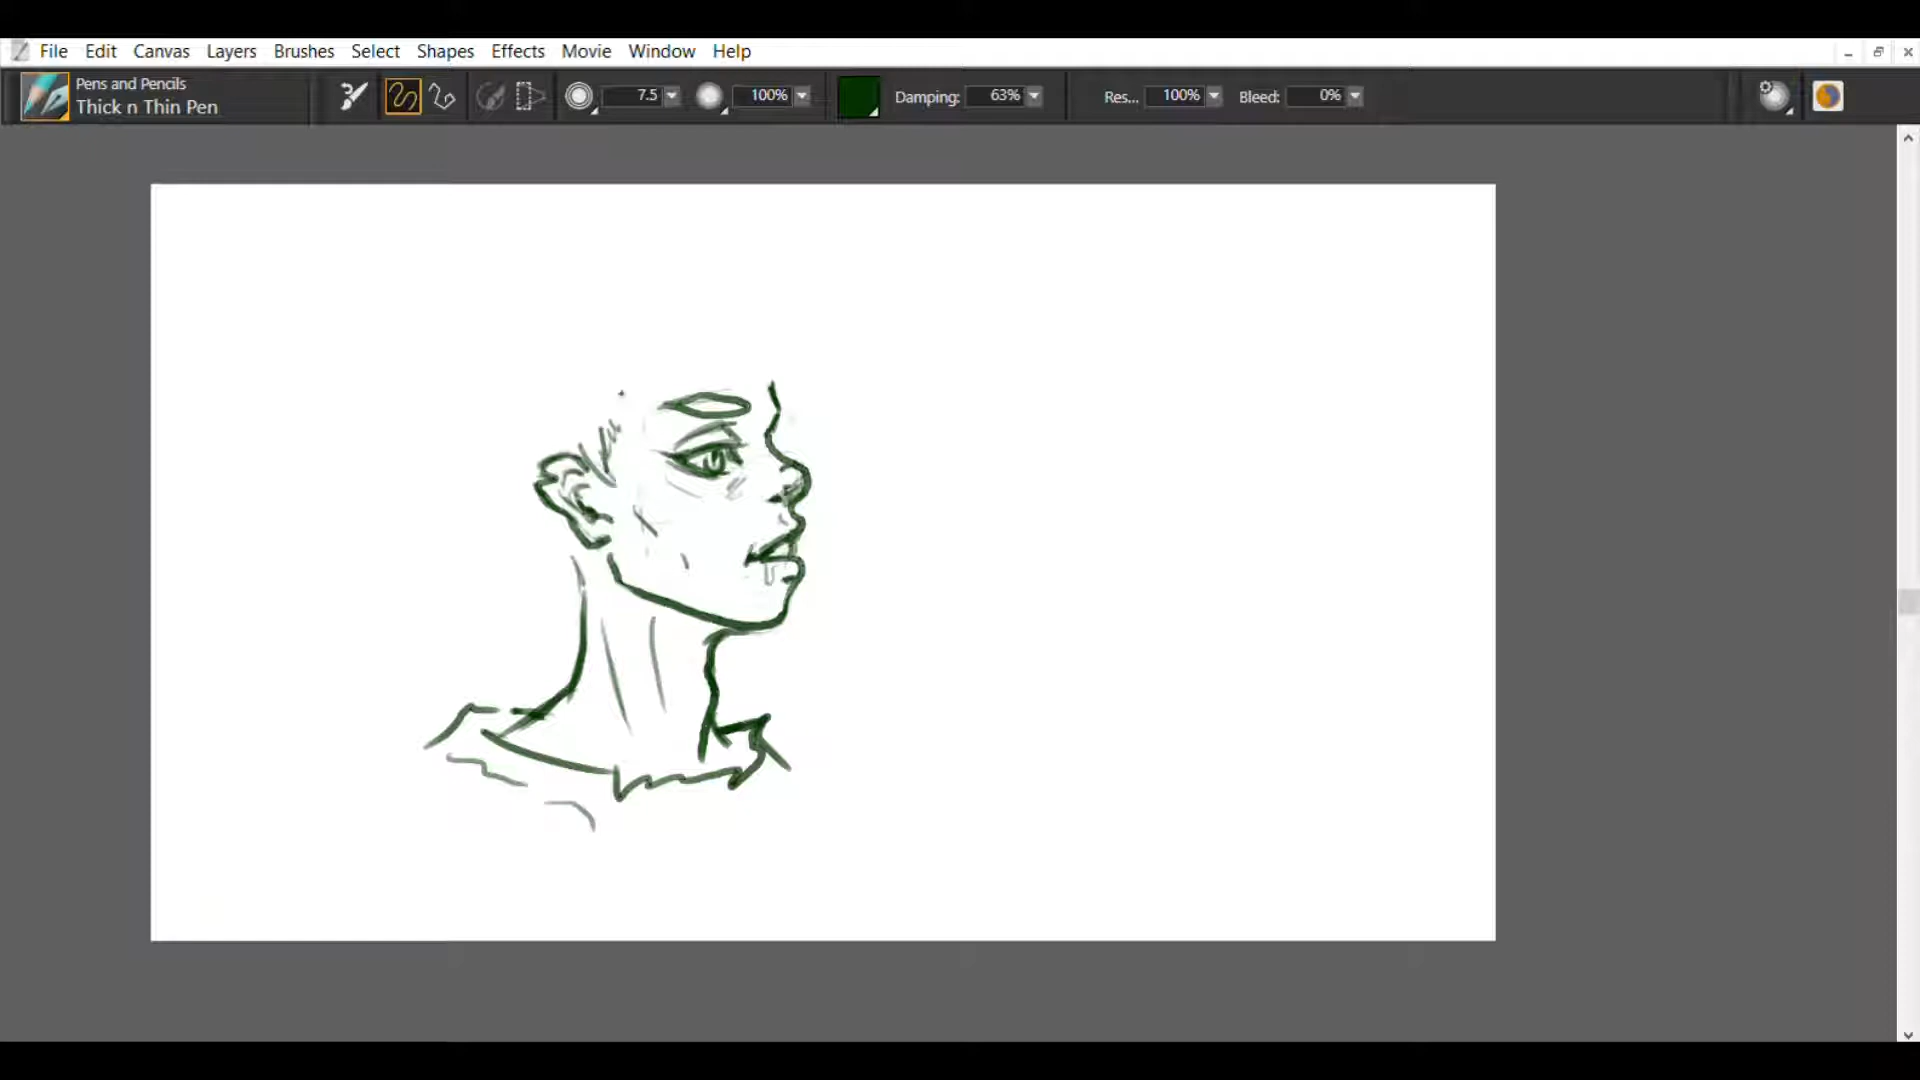 File Edit Canvas Layers Brushes Select Shapes Effects Movie Window Help
Pens and Pencils
Thick n Thin Pen
7.5 100% Damping: 63% Res... 100% Bleed: 0%